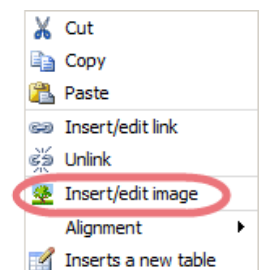 Cut
Copy
Paste
Insert/edit link
Unlink
Insert/edit image
Alignment
Inserts a new table